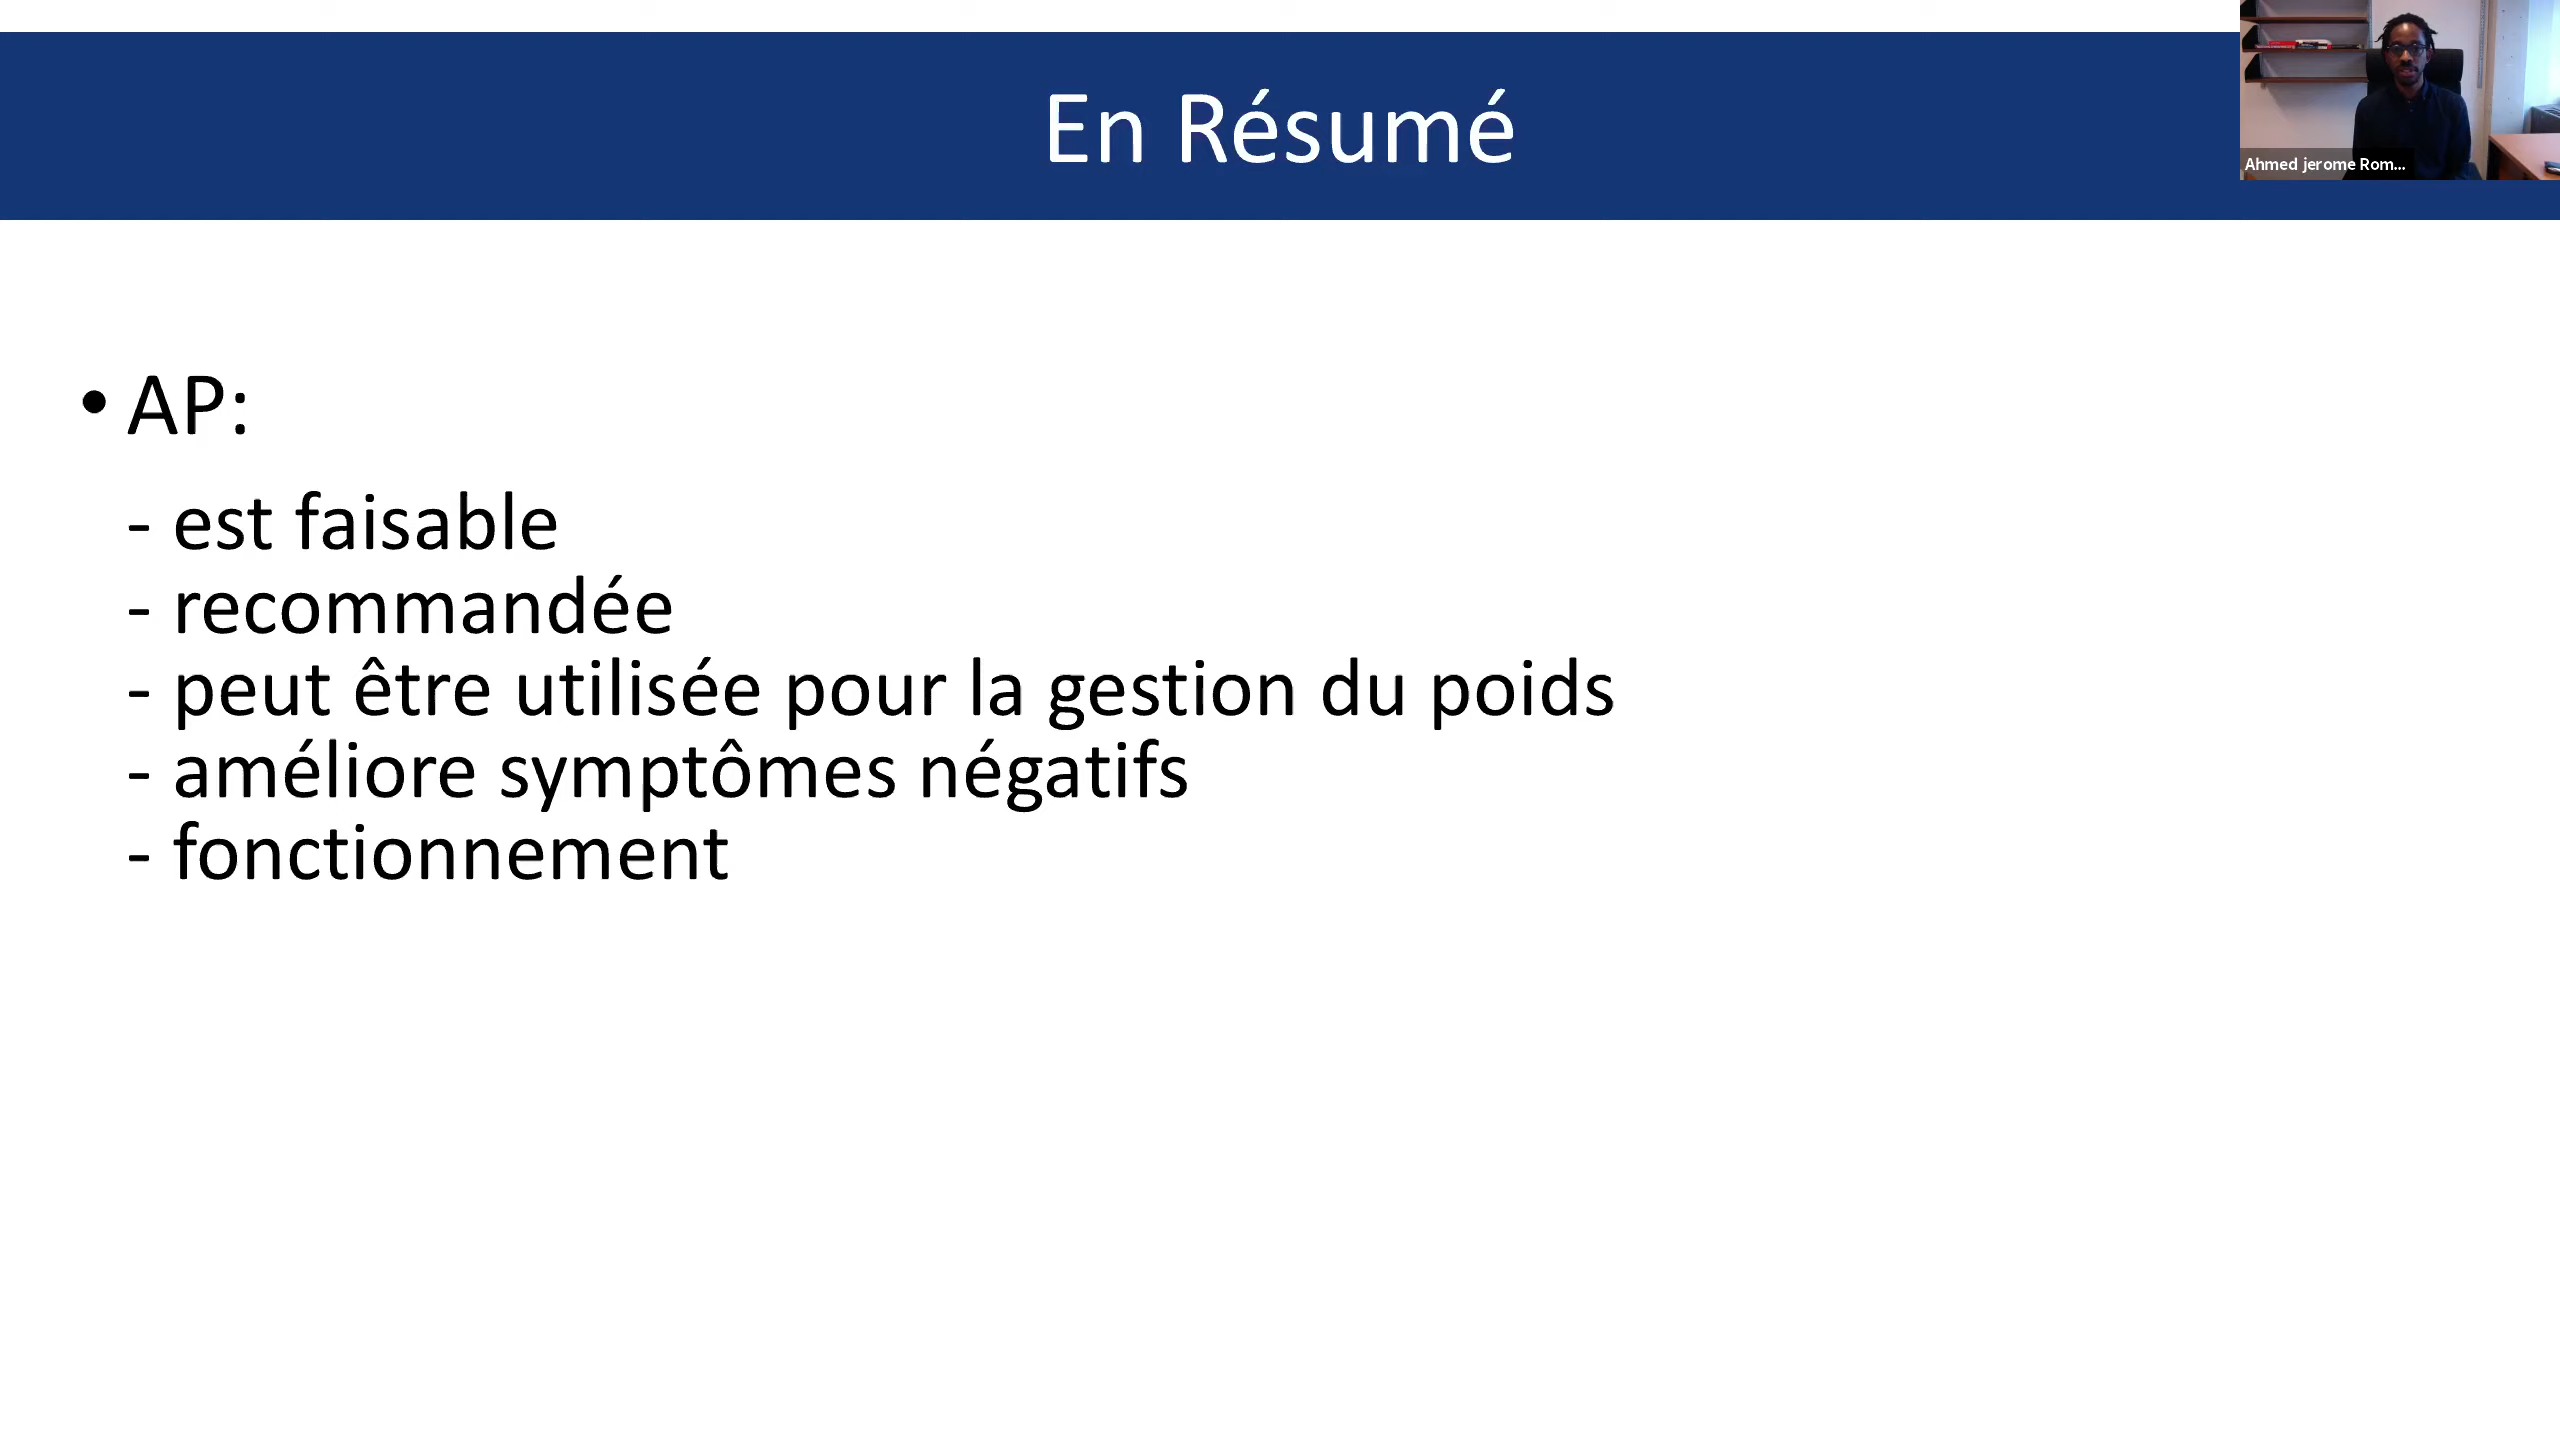 En Résumé
Ahmed jerome Rom...
• AP:
- est faisable
- recommandée
- peut être utilisée pour la gestion du poids
- améliore symptômes négatifs
- fonctionnement